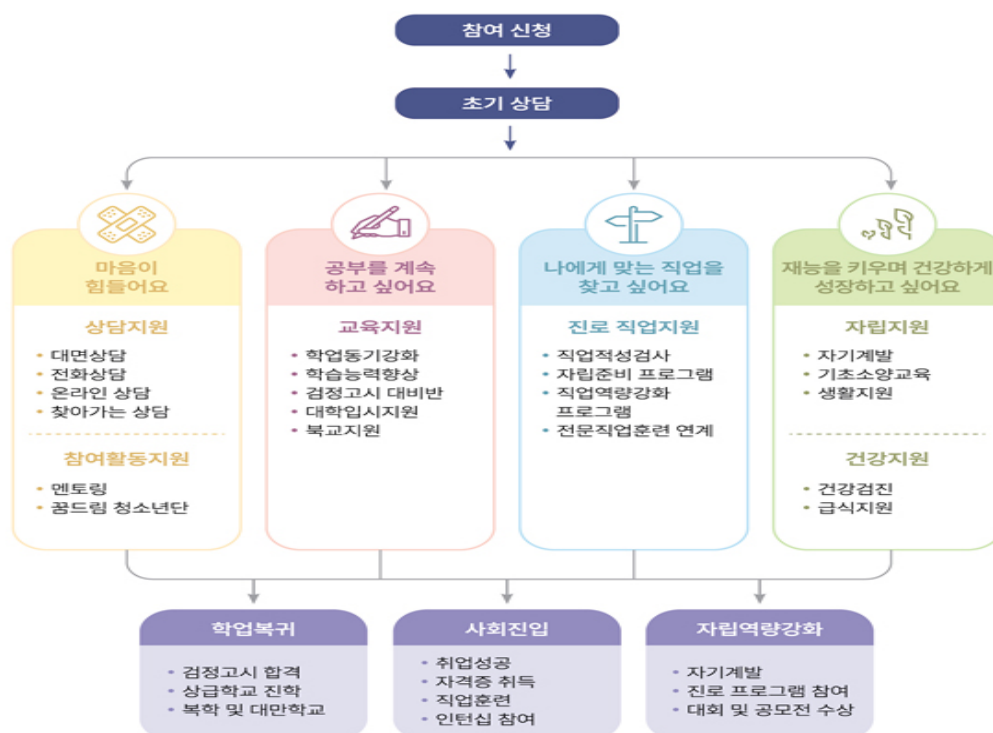 참여 신청
초기 상담
마음이
힘들어요
상담지원
• 대면상담
• 전화상담
• 온라인 상담
• 찾아가는 상담
참여활동지원
• 멘토링
• 꿈드림 청소년단
공부를 계속
하고 싶어요
교육지원
• 학업동기강화
• 학습능력향상
• 검정고시 대비반
• 대학입시지원
• 복교지원
나에게 맞는 직업을
찾고 싶어요
진로 직업지원
• 직업적성검사
• 자립준비 프로그램
• 직업역량강화
프로그램
• 전문직업훈련 연계
재능을 키우며 건강하게
성장하고 싶어요
자립지원
• 자기계발
• 기초소양교육
• 생활지원
건강지원
• 건강검진
• 급식지원
학업복귀
• 검정고시 합격
• 상급학교 진학
• 복학 및 대만학교
사회진입
• 취업성공
• 자격증 취득
• 직업훈련
• 인턴십 참여
자립역량강화
• 자기계발
• 진로 프로그램 참여
• 대회 및 공모전 수상